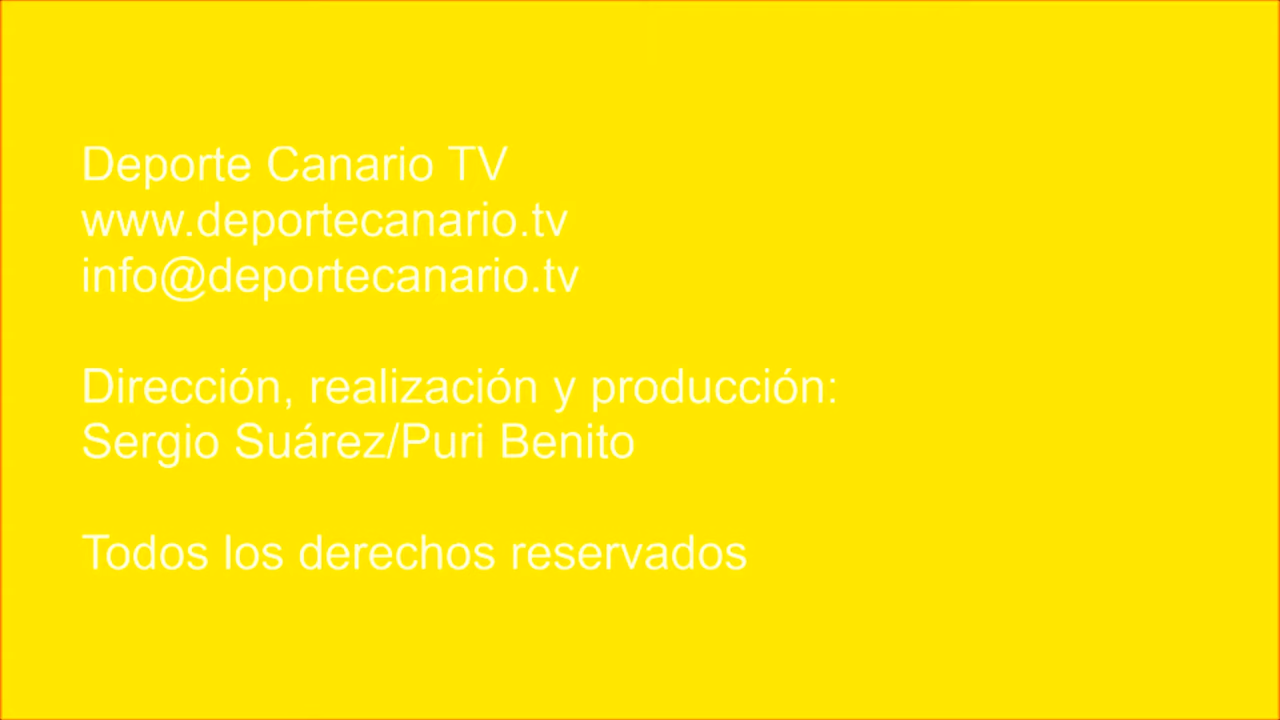 Deporte Canario TV
www.deportecanario.tv
info@deportecanario.tv
Dirección, realización y producción:
Sergio Suárez/Puri Benito
Todos los derechos reservados